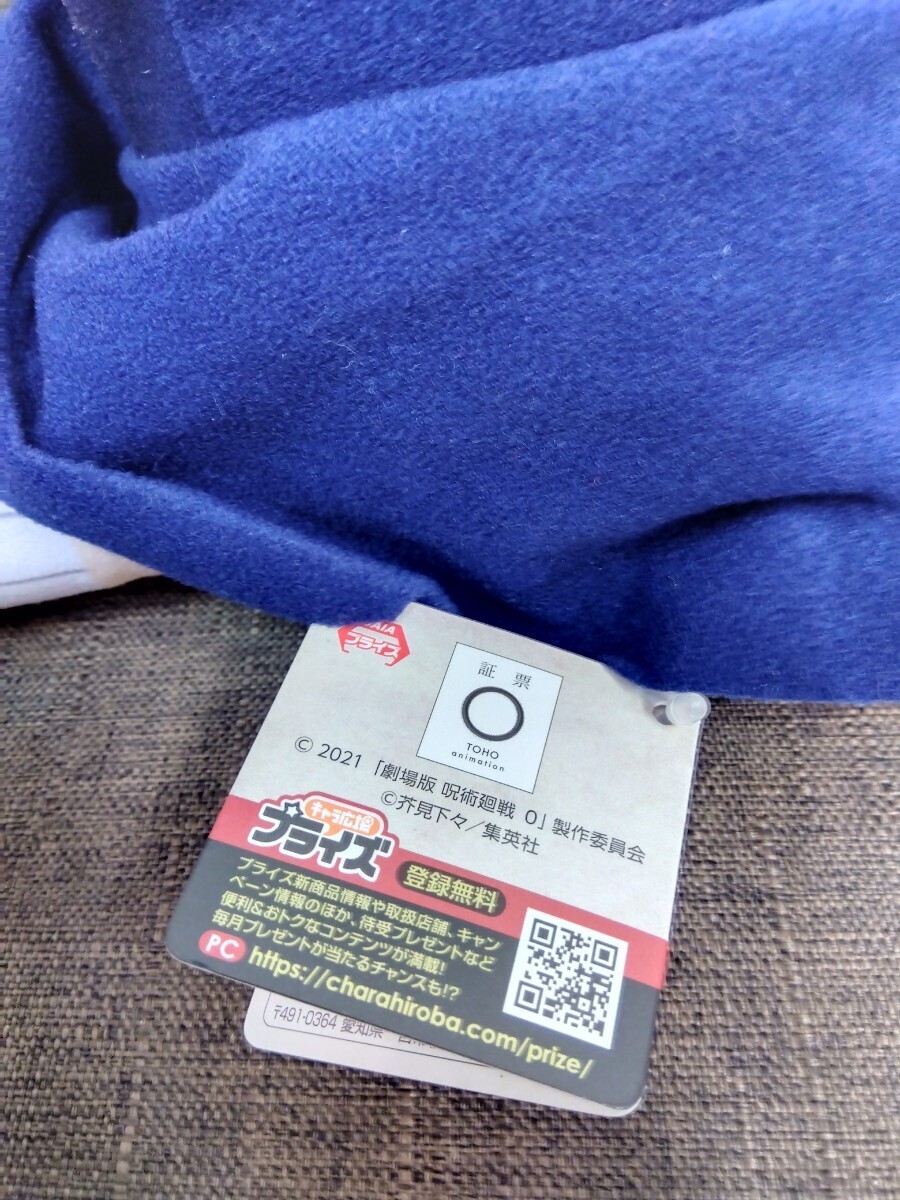 プライズ
証 票
TOHO
animation
© 2021 「劇場版 呪術廻戦 0」製作委員会
©芥見下々／集英社
キャラ広場
プライズ
登録無料
プライズ新商品情報や取扱店舗、キャン
ペーン情報のほか、待受プレゼントなど
便利&おトクなコンテンツが満載!
毎月プレゼントが当たるチャンスも!?
PC https://charahiroba.com/prize/
〒491-0364 愛知県